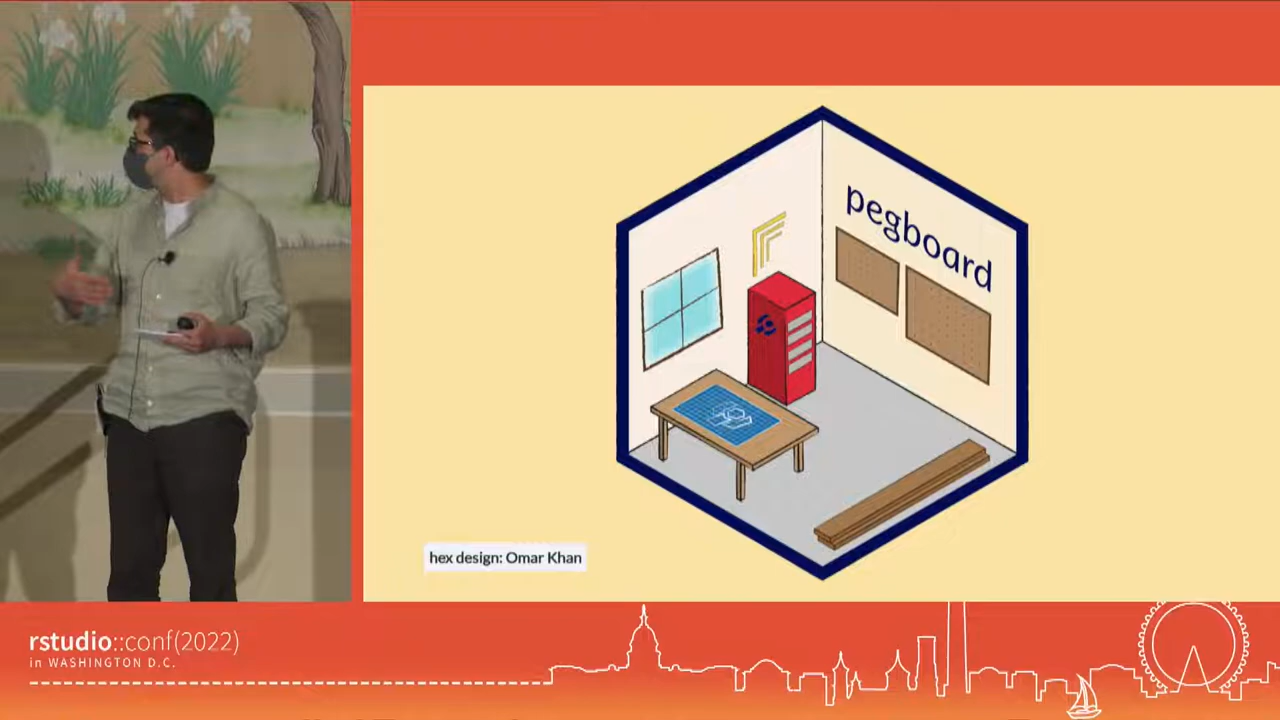 pegboard
hex design: Omar Khan
rstudio::conf(2022)
in WASHINGTON D.C.